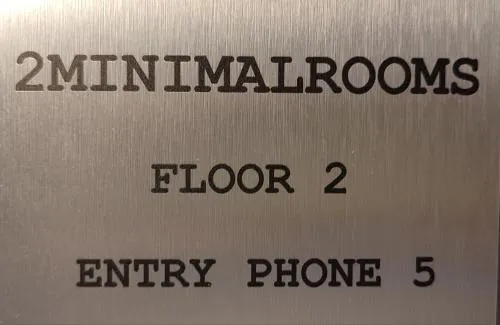 2MINIMALROOMS
FLOOR 2
ENTRY PHONE 5